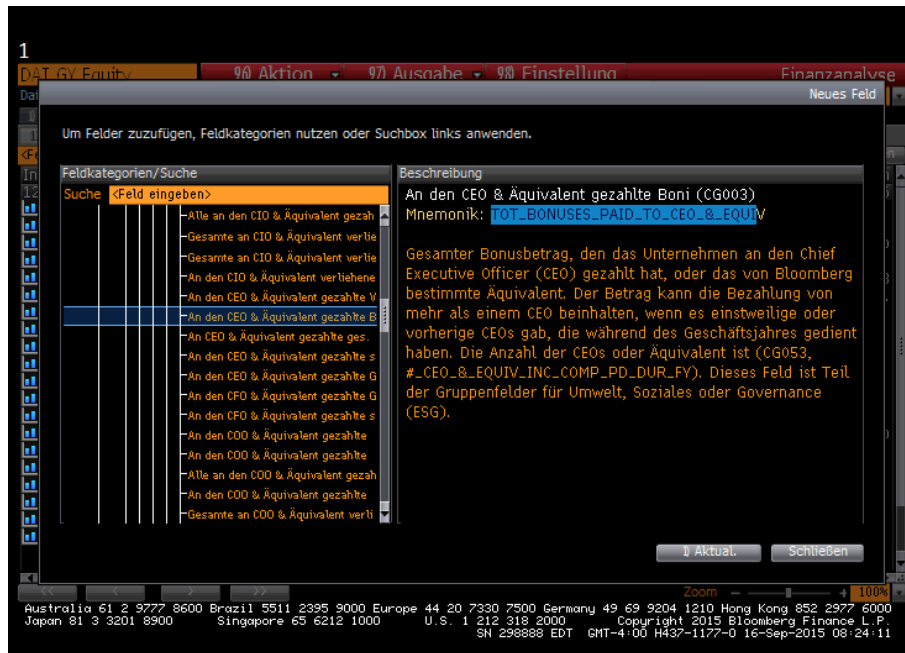 1
DAI GY Equity 96) Aktion 97) Ausgabe 98) Einstellung Finanzanalyse
Dai Neues Feld
Um Felder zuzufügen, Feldkategorien nutzen oder Suchbox links anwenden.
Feldkategorien/Suche
Suche <Feld eingeben>
Alle an den CIO & Äquivalent gezah
Gesamte an CIO & Äquivalent verlie
Gesamte an CIO & Äquivalent verlie
An den CIO & Äquivalent verliehene
An den CEO & Äquivalent gezahlte V
An den CEO & Äquivalent gezahlte B
An CEO & Äquivalent gezahlte ges.
An den CEO & Äquivalent gezahlte s
An den CEO & Äquivalent gezahlte G
An den CFO & Äquivalent gezahlte G
An den CFO & Äquivalent gezahlte s
An den COO & Äquivalent gezahlte
An den COO & Äquivalent gezahlte
Alle an den COO & Äquivalent gezah
An den COO & Äquivalent gezahlte
Gesamte an COO & Äquivalent verli
Beschreibung
An den CEO & Äquivalent gezahlte Boni (CG003)
Mnemonik: TOT_BONUSES_PAID_TO_CEO_&_EQUIV
Gesamter Bonusbetrag, den das Unternehmen an den Chief
Executive Officer (CEO) gezahlt hat, oder das von Bloomberg
bestimmte Äquivalent. Der Betrag kann die Bezahlung von
mehr als einem CEO beinhalten, wenn es einstweilige oder
vorherige CEOs gab, die während des Geschäftsjahres gedient
haben. Die Anzahl der CEOs oder Äquivalent ist (CG053,
#_CEO_&_EQUIV_INC_COMP_PD_DUR_FY). Dieses Feld ist Teil
der Gruppenfelder für Umwelt, Soziales oder Governance
(ESG).
1) Aktual. Schließen
<< < > >> Zoom - + 100%
Australia 61 2 9777 8600 Brazil 5511 2395 9000 Europe 44 20 7330 7500 Germany 49 69 9204 1210 Hong Kong 852 2977 6000
Japan 81 3 3201 8900 Singapore 65 6212 1000 U.S. 1 212 318 2000 Copyright 2015 Bloomberg Finance L.P.
SN 298888 EDT GMT-4:00 H437-1177-0 16-Sep-2015 08:24:11